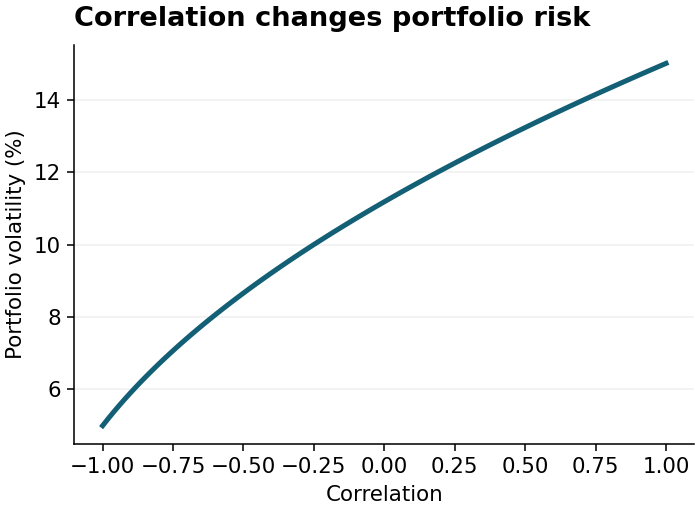 Correlation changes portfolio risk
Portfolio volatility (%)
14
12
10
8
6
−1.00 −0.75 −0.50 −0.25 0.00 0.25 0.50 0.75 1.00
Correlation